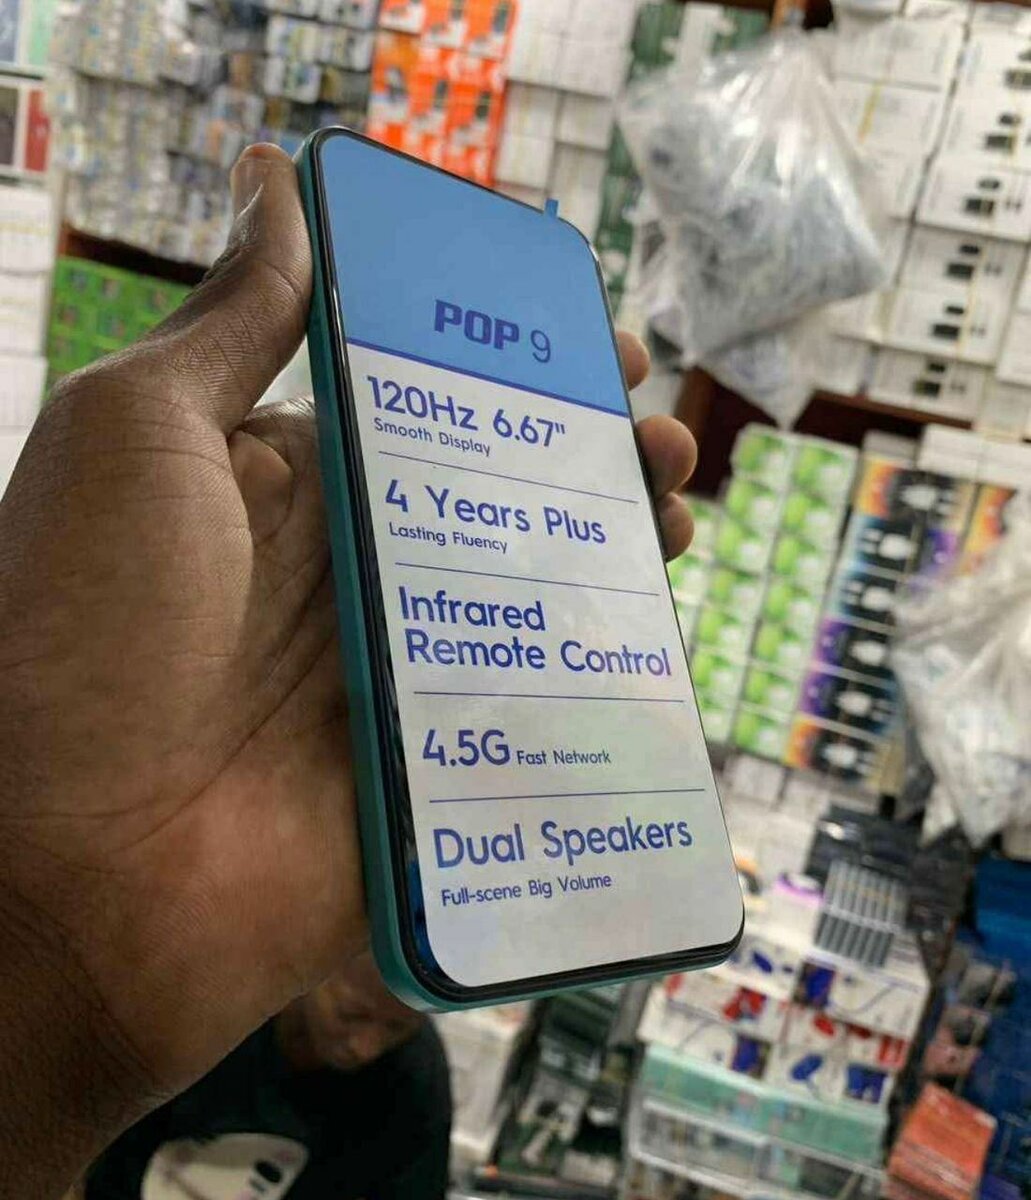 POP 9
120Hz 6.67"
Smooth Display
4 Years Plus
Lasting Fluency
Infrared
Remote Control
4.5G Fast Network
Dual Speakers
Full-scene Big Volume